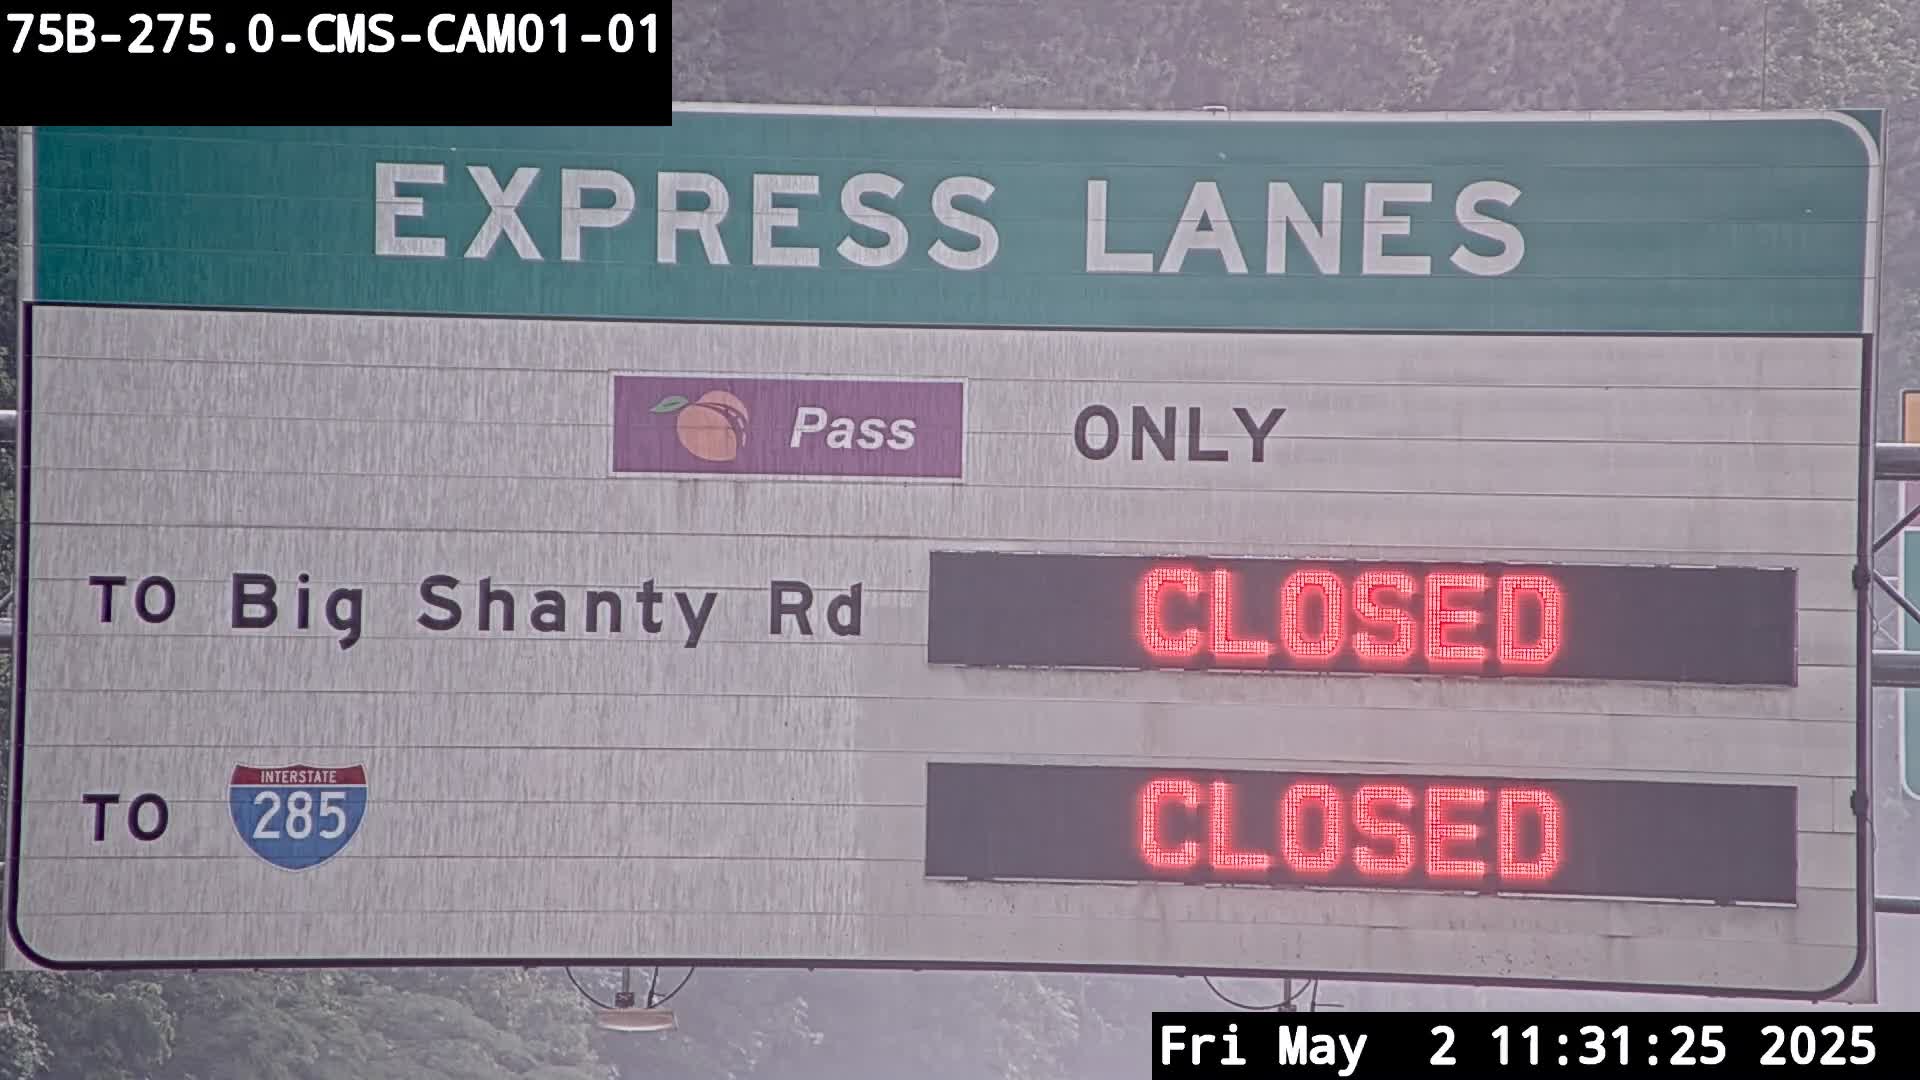 75B-275.0-CMS-CAM01-01
EXPRESS LANES
Pass ONLY
TO Big Shanty Rd CLOSED
TO INTERSTATE 285 CLOSED
Fri May 2 11:31:25 2025